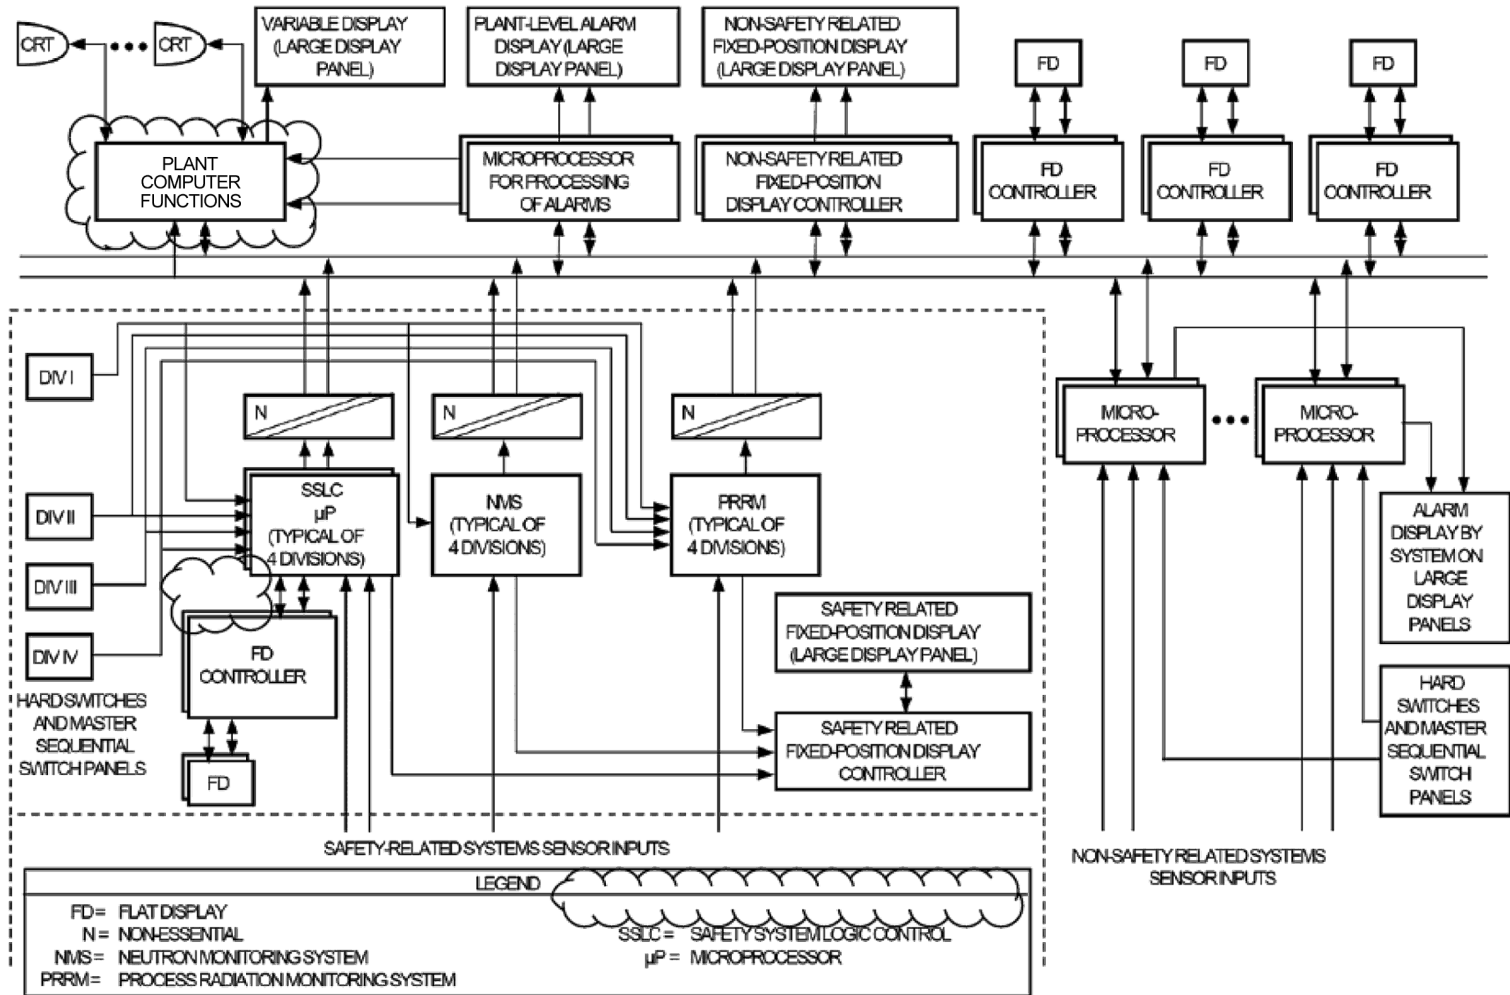 CRT
CRT
VARIABLE DISPLAY
(LARGE DISPLAY
PANEL)
PLANT-LEVEL ALARM
DISPLAY (LARGE
DISPLAY PANEL)
NON-SAFETY RELATED
FIXED-POSITION DISPLAY
(LARGE DISPLAY PANEL)
FD
FD
FD
PLANT
COMPUTER
FUNCTIONS
MICROPROCESSOR
FOR PROCESSING
OF ALARMS
NON-SAFETY RELATED
FIXED-POSITION
DISPLAY CONTROLLER
FD
CONTROLLER
FD
CONTROLLER
FD
CONTROLLER
DIV I
N
N
N
MICRO-
PROCESSOR
MICRO-
PROCESSOR
DIV II
SSLC
µP
(TYPICAL OF
4 DIVISIONS)
NMS
(TYPICAL OF
4 DIVISIONS)
PRRM
(TYPICAL OF
4 DIVISIONS)
ALARM
DISPLAY BY
SYSTEM ON
LARGE
DISPLAY
PANELS
DIV III
DIV IV
FD
CONTROLLER
SAFETY RELATED
FIXED-POSITION DISPLAY
(LARGE DISPLAY PANEL)
HARD SWITCHES
AND MASTER
SEQUENTIAL
SWITCH PANELS
FD
SAFETY RELATED
FIXED-POSITION DISPLAY
CONTROLLER
HARD
SWITCHES
AND MASTER
SEQUENTIAL
SWITCH
PANELS
SAFETY-RELATED SYSTEMS SENSOR INPUTS
NON-SAFETY RELATED SYSTEMS
SENSOR INPUTS
LEGEND
FD = FLAT DISPLAY
N = NON-ESSENTIAL
NMS = NEUTRON MONITORING SYSTEM
PRRM = PROCESS RADIATION MONITORING SYSTEM
SSLC = SAFETY SYSTEM LOGIC CONTROL
µP = MICROPROCESSOR